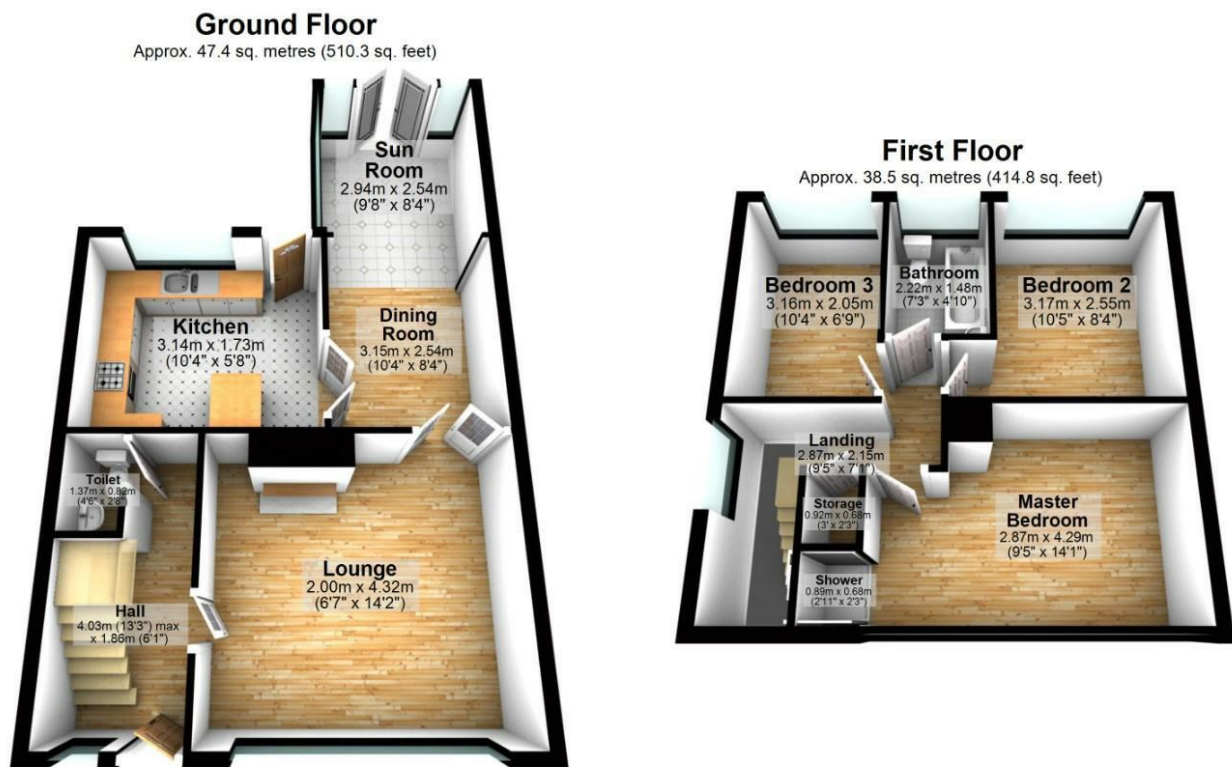 Ground Floor
Approx. 47.4 sq. metres (510.3 sq. feet)
Sun
Room
2.94m x 2.54m
(9'8" x 8'4")
Kitchen
3.14m x 1.73m
(10'4" x 5'8")
Dining
Room
3.15m x 2.54m
(10'4" x 8'4")
Toilet
1.37m x 0.82m
(4'6" x 2'8")
Lounge
2.00m x 4.32m
(6'7" x 14'2")
Hall
4.03m (13'3") max
x 1.86m (6'1")
First Floor
Approx. 38.5 sq. metres (414.8 sq. feet)
Bedroom 3
3.16m x 2.05m
(10'4" x 6'9")
Bathroom
2.22m x 1.48m
(7'3" x 4'10")
Bedroom 2
3.17m x 2.55m
(10'5" x 8'4")
Landing
2.87m x 2.15m
(9'5" x 7'1")
Storage
0.92m x 0.68m
(3' x 2'3")
Master
Bedroom
2.87m x 4.29m
(9'5" x 14'1")
Shower
0.89m x 0.68m
(2'11" x 2'3")